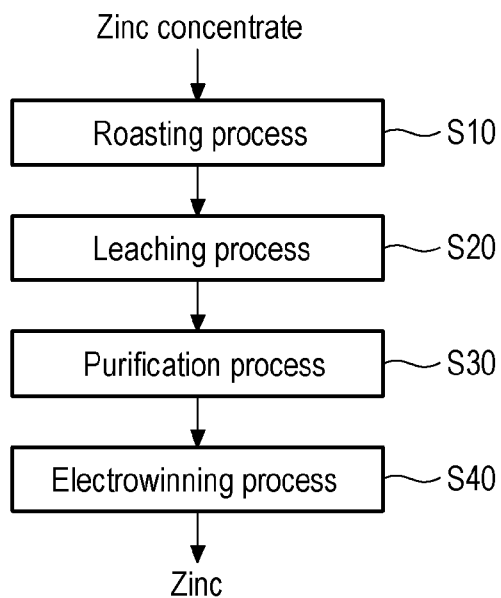 Zinc concentrate
Roasting process
S10
Leaching process
S20
Purification process
S30
Electrowinning process
S40
Zinc